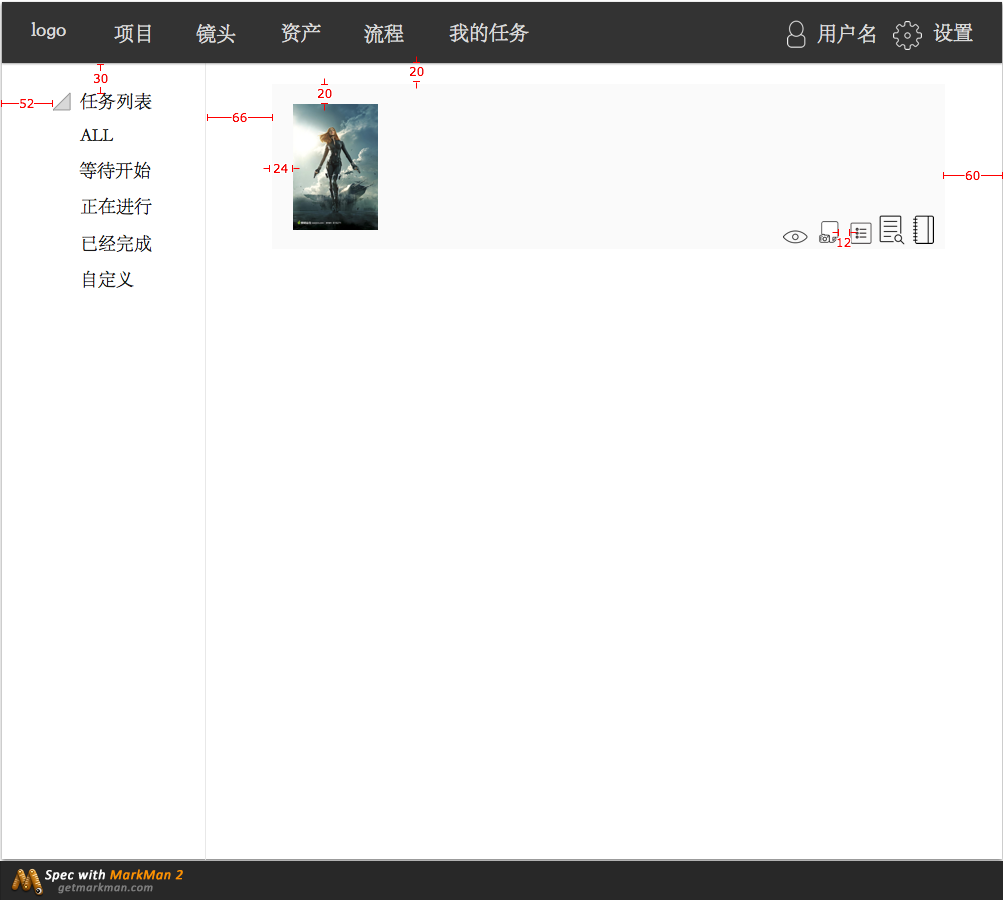 logo 项目 镜头 资产 流程 我的任务 用户名 设置
20
30
20
52 任务列表
66
ALL
24 等待开始
60
正在进行
已经完成
12
自定义
Spec with MarkMan 2
getmarkman.com